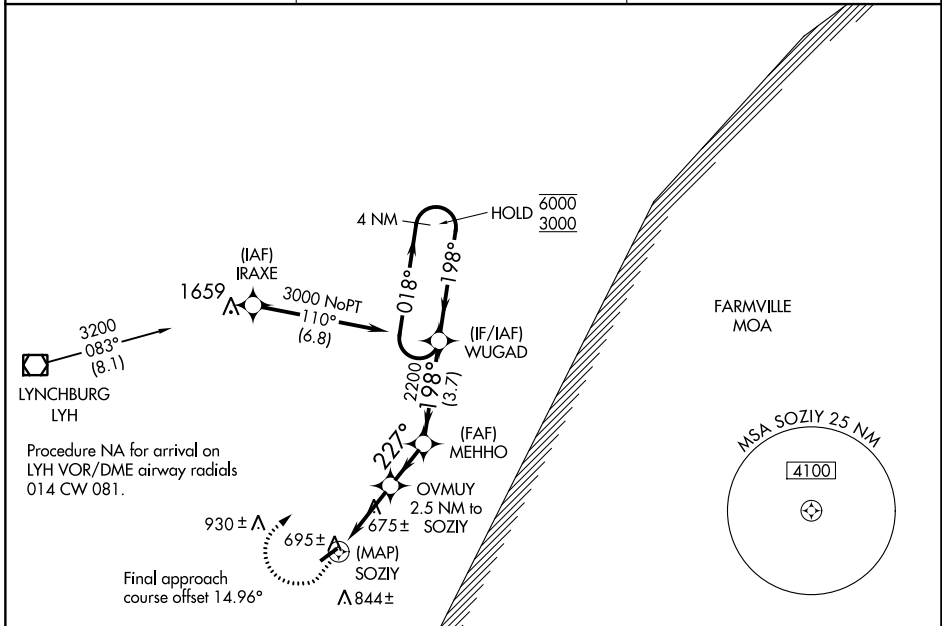 4 NM
HOLD
6000
3000
018°
198°
(IAF)
IRAXE
1659
3000 NoPT
110°
(6.8)
(IF/IAF)
WUGAD
FARMVILLE
MOA
3200
083°
(8.1)
LYNCHBURG
LYH
2200
198°
(3.7)
Procedure NA for arrival on
LYH VOR/DME airway radials
014 CW 081.
227°
(FAF)
MEHHO
OVMUY
2.5 NM to
SOZIY
MSA SOZIY 25 NM
4100
930 ±
695±
675±
(MAP)
SOZIY
Final approach
course offset 14.96°
844±